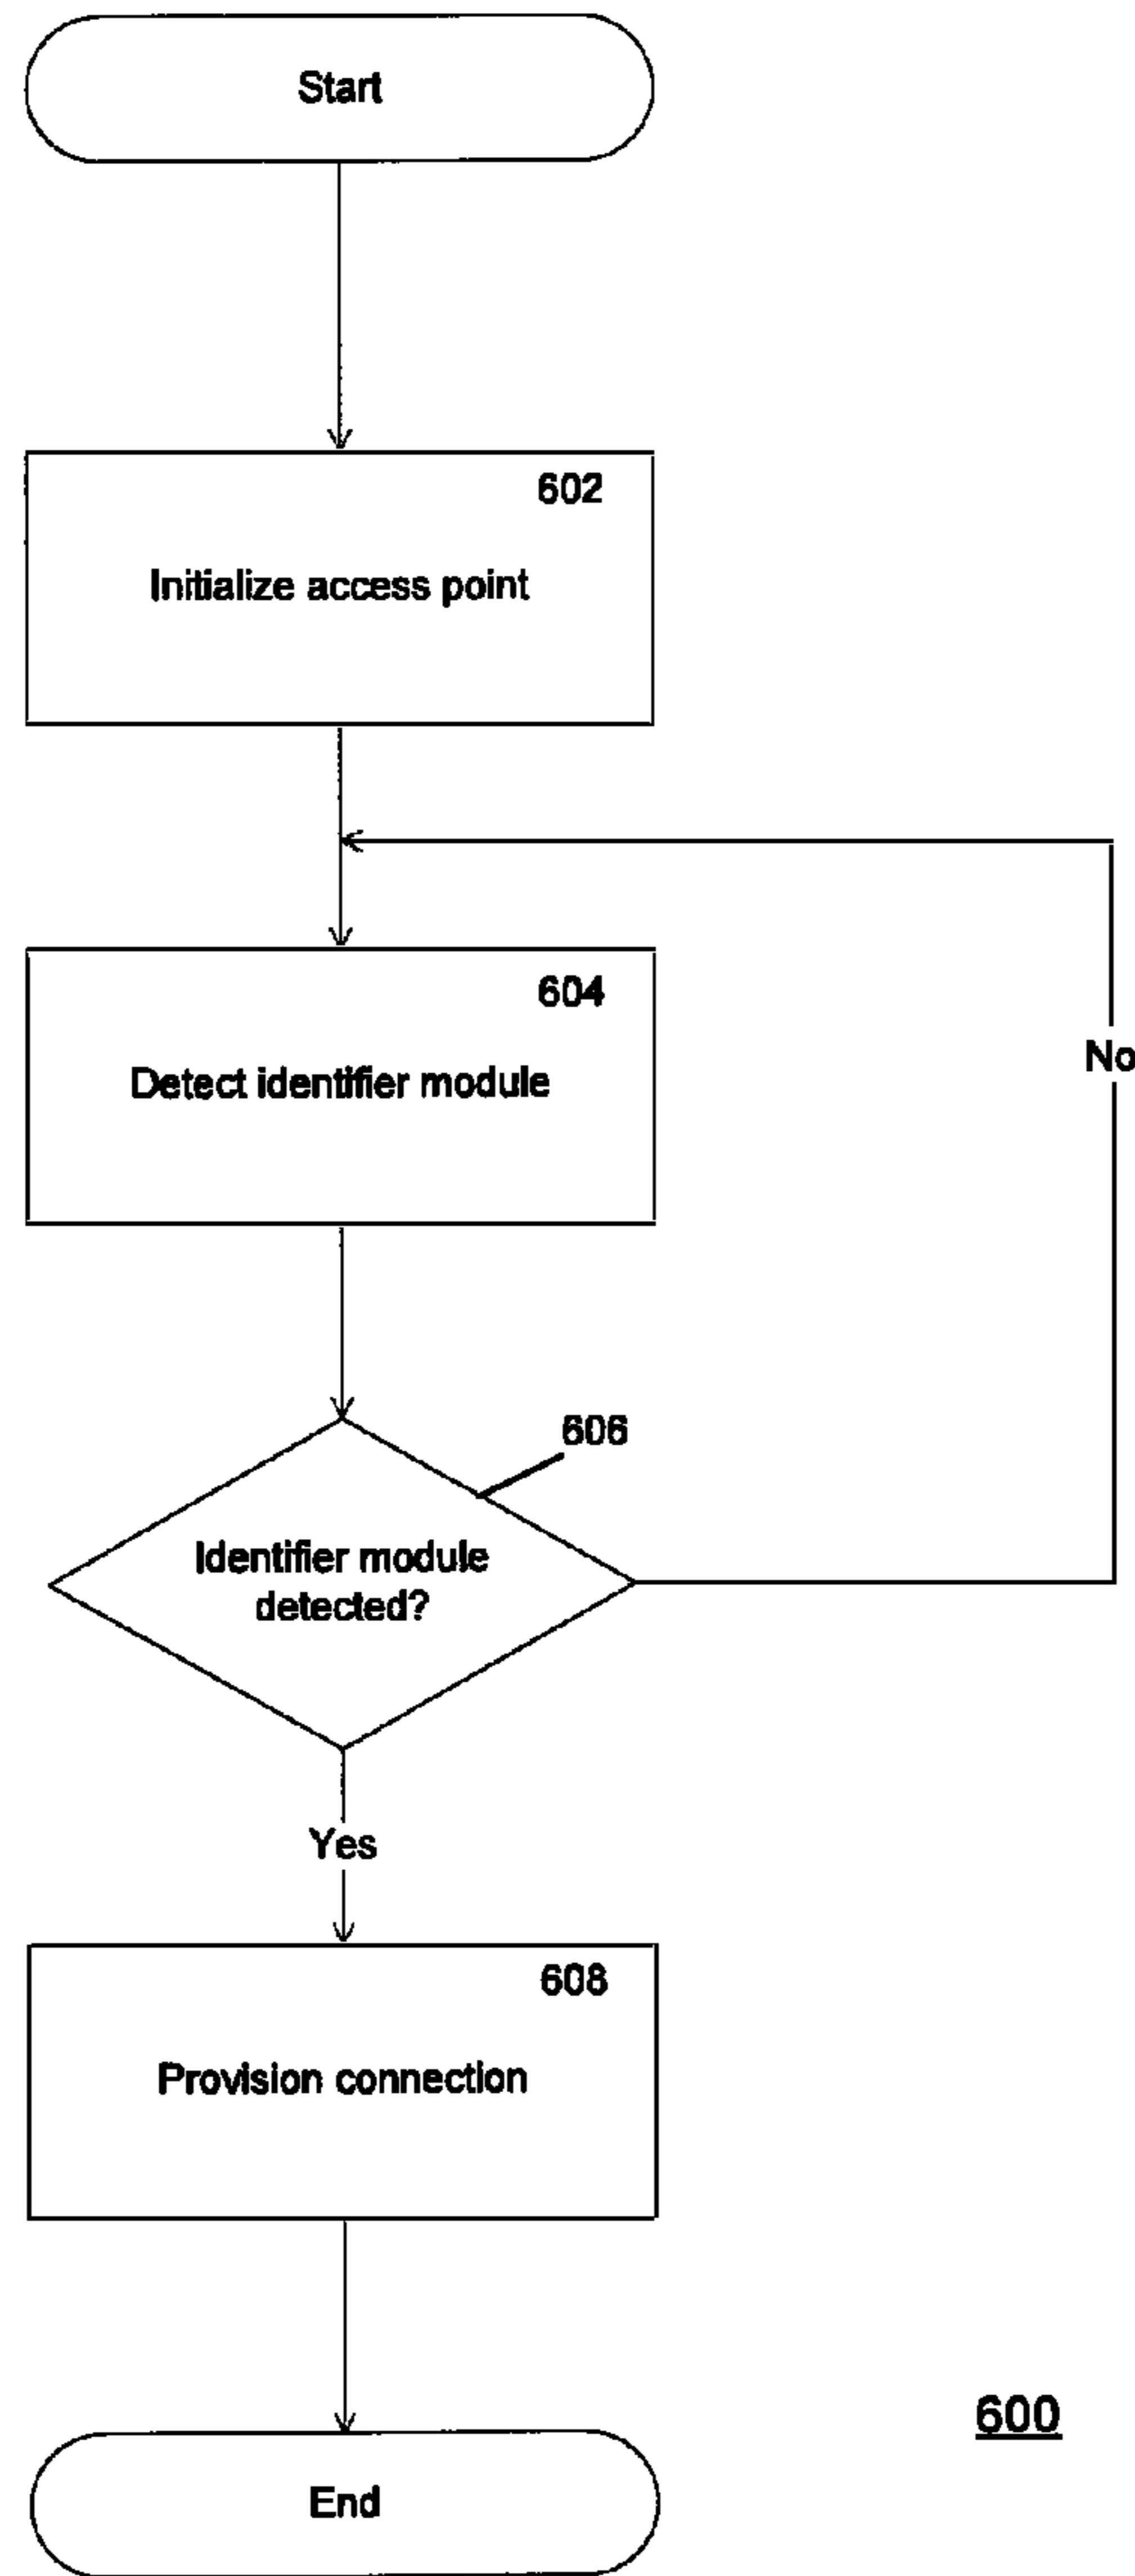 Start
602
Initialize access point
604
Detect identifier module
No
606
Identifier module
detected?
Yes
608
Provision connection
600
End